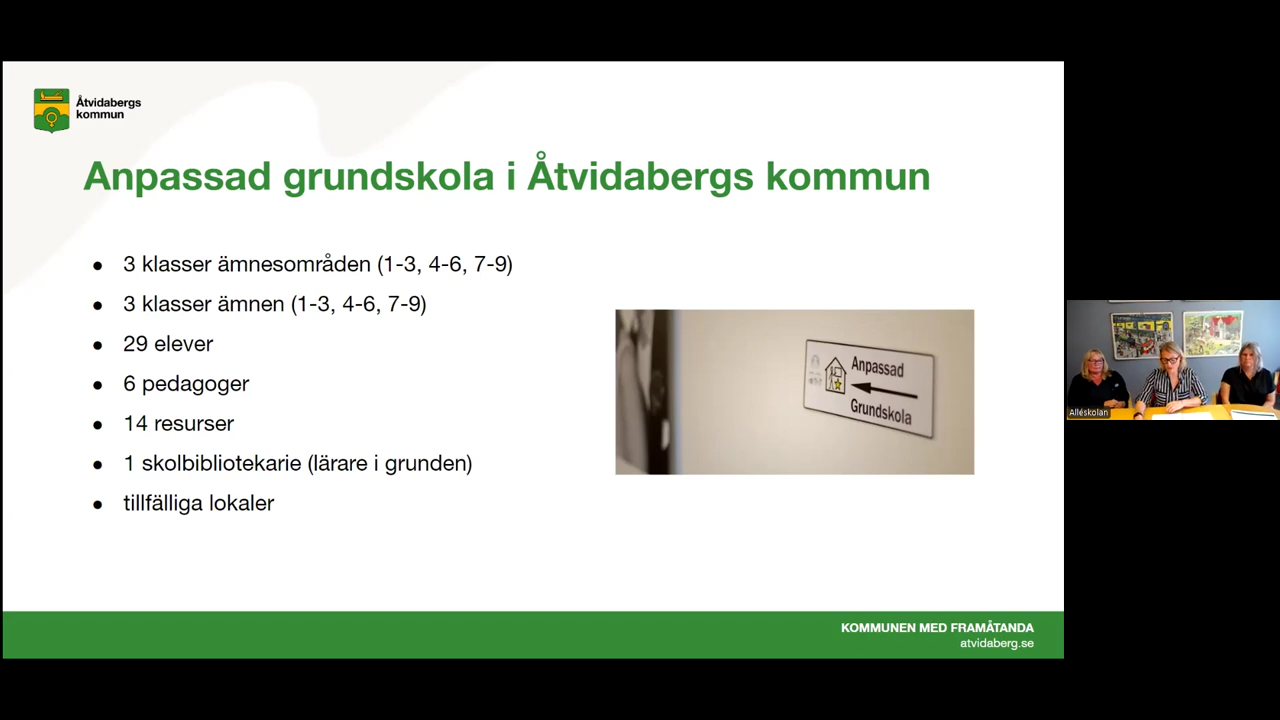 Åtvidabergs
kommun
Anpassad grundskola i Åtvidabergs kommun
● 3 klasser ämnesområden (1-3, 4-6, 7-9)
● 3 klasser ämnen (1-3, 4-6, 7-9)
● 29 elever
● 6 pedagoger
● 14 resurser
● 1 skolbibliotekarie (lärare i grunden)
● tillfälliga lokaler
Anpassad
Grundskola
Alléskolan
KOMMUNEN MED FRAMÅTANDA
atvidaberg.se